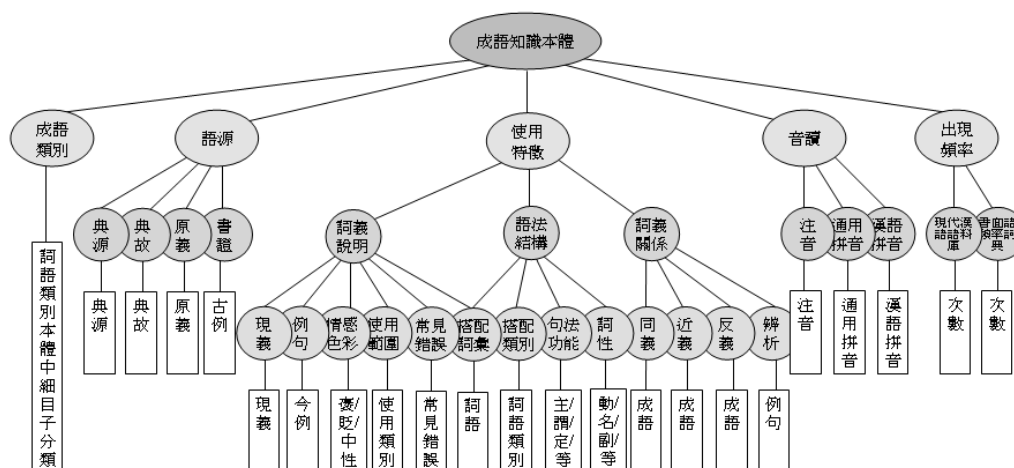 成語知識本體
成語
類別
語源
使用
特徵
音讀
出現
頻率
典源
典故
原義
書證
詞義
說明
語法
結構
詞義
關係
注音
通用
拼音
漢語
拼音
現代漢
語語料
庫
書面語
頻率詞
典
詞語類別本體中細目子分類
典源
典故
原義
古例
注音
通用拼音
漢語拼音
次數
次數
現義
例句
情感
色彩
使用
範圍
常見
錯誤
搭配
詞彙
搭配
類別
句法
功能
詞性
同義
近義
反義
辨析
現義
今例
褒/貶/中性
使用類別
常見錯誤
詞語
詞語類別
主/謂/定/等
動/名/副/等
成語
成語
成語
例句